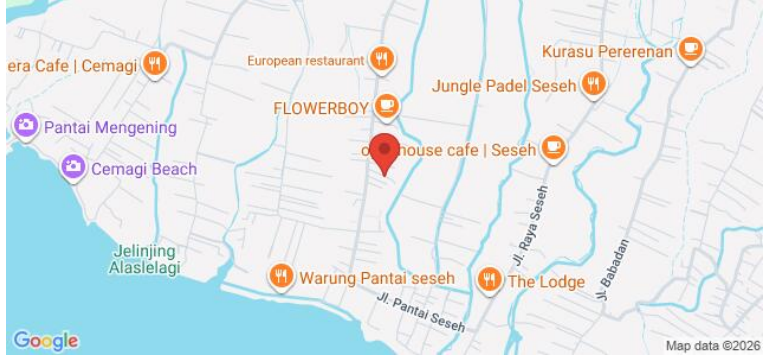 European restaurant
Kurasu Pererenan
era Cafe | Cemagi
Jungle Padel Seseh
FLOWERBOY
Pantai Mengening
house cafe | Seseh
Cemagi Beach
Jl. Raya Seseh
Jelinjing
Alaslelagi
Warung Pantai seseh
The Lodge
Jl. Babadan
Jl. Pantai Seseh
Google
Map data ©2026